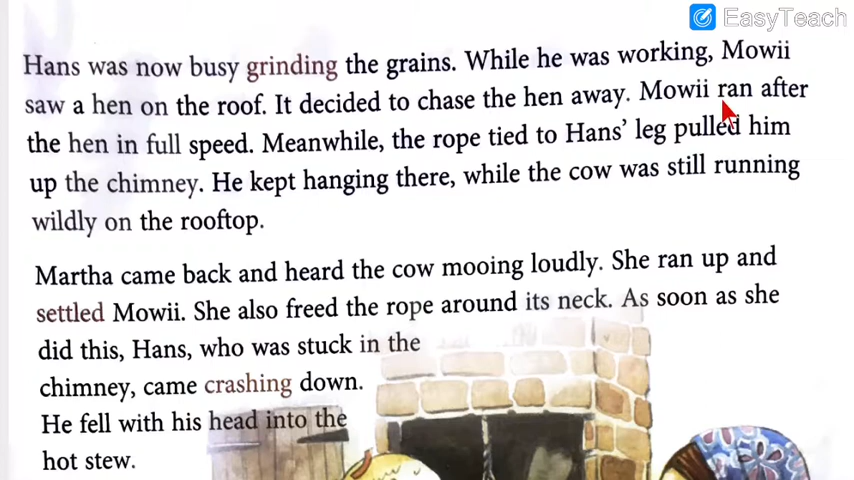 EasyTeach
Hans was now busy grinding the grains. While he was working, Mowii
saw a hen on the roof. It decided to chase the hen away. Mowii ran after
the hen in full speed. Meanwhile, the rope tied to Hans' leg pulled him
up the chimney. He kept hanging there, while the cow was still running
wildly on the rooftop.
Martha came back and heard the cow mooing loudly. She ran up and
settled Mowii. She also freed the rope around its neck. As soon as she
did this, Hans, who was stuck in the
chimney, came crashing down.
He fell with his head into the
hot stew.